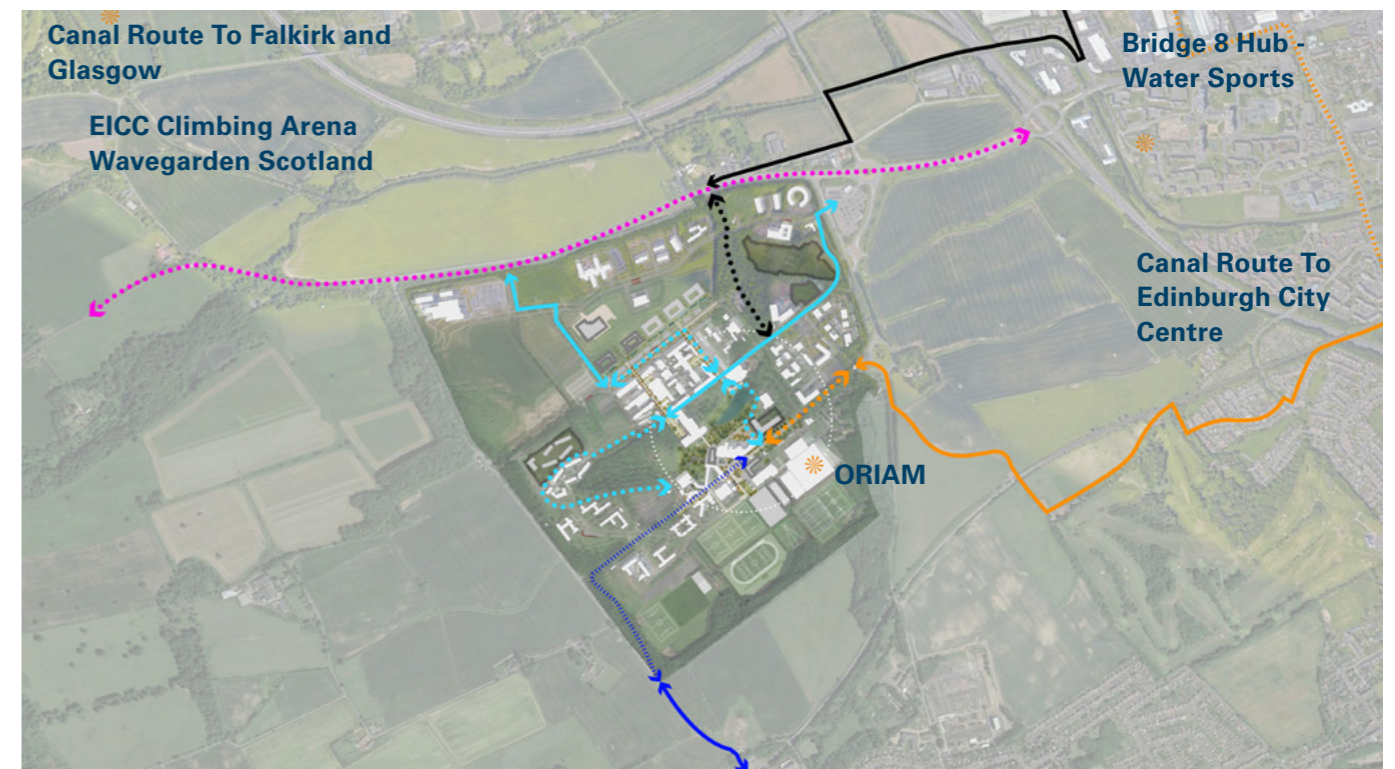 Canal Route To Falkirk and
Glasgow
EICC Climbing Arena
Wavegarden Scotland
Bridge 8 Hub -
Water Sports
Canal Route To
Edinburgh City
Centre
ORIAM